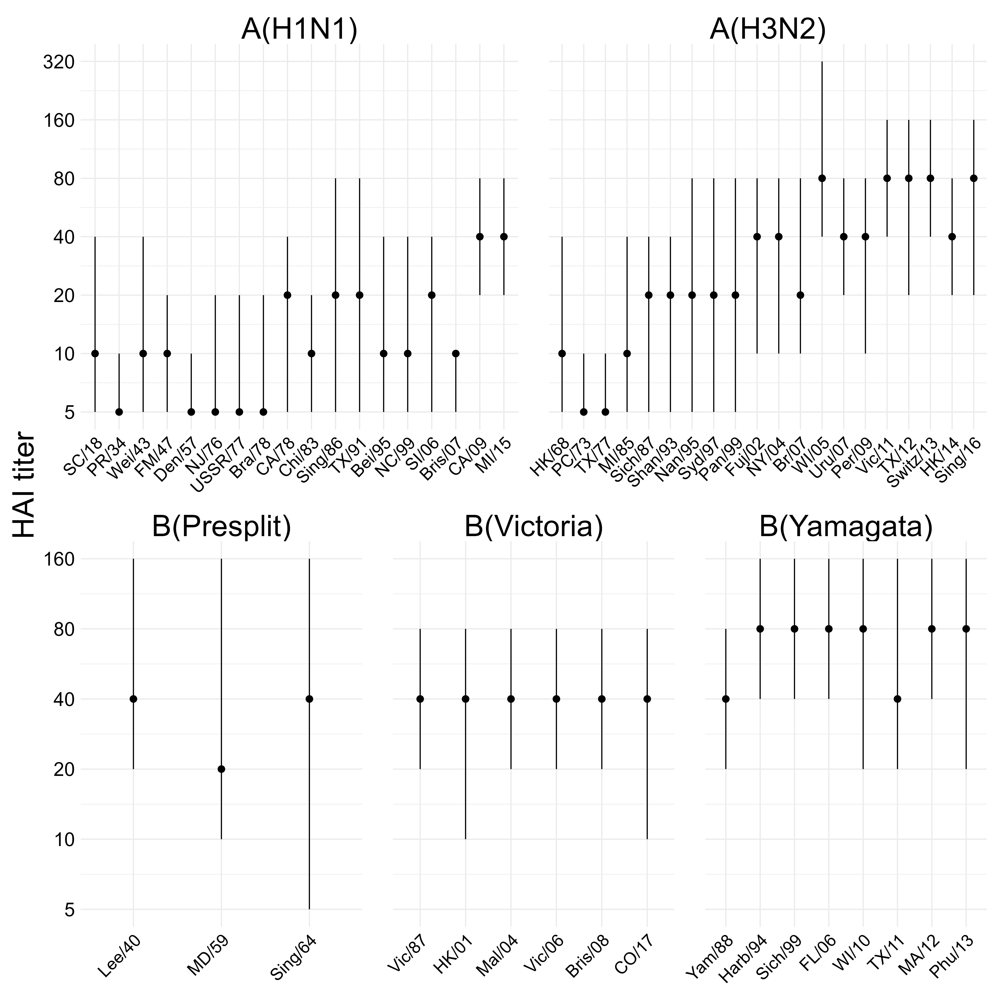 A(H1N1)
A(H3N2)
320
160
80
40
20
10
5
SC/18
PR/34
Wei/43
FM/47
Den/57
NJ/76
USSR/77
Bra/78
CA/78
Chi/83
Sing/86
TX/91
Bei/95
NC/99
SI/06
Bris/07
CA/09
MI/15
HK/68
PC/73
TX/77
MI/85
Sich/87
Shan/93
Nan/95
Syd/97
Pan/99
Fuj/02
NY/04
Br/07
WI/05
Uru/07
Per/09
Vic/11
TX/12
Switz/13
HK/14
Sing/16
HAI titer
B(Presplit)
B(Victoria)
B(Yamagata)
160
80
40
20
10
5
Lee/40
MD/59
Sing/64
Vic/87
HK/01
Mal/04
Vic/06
Bris/08
CO/17
Yam/88
Harb/94
Sich/99
FL/06
WI/10
TX/11
MA/12
Phu/13